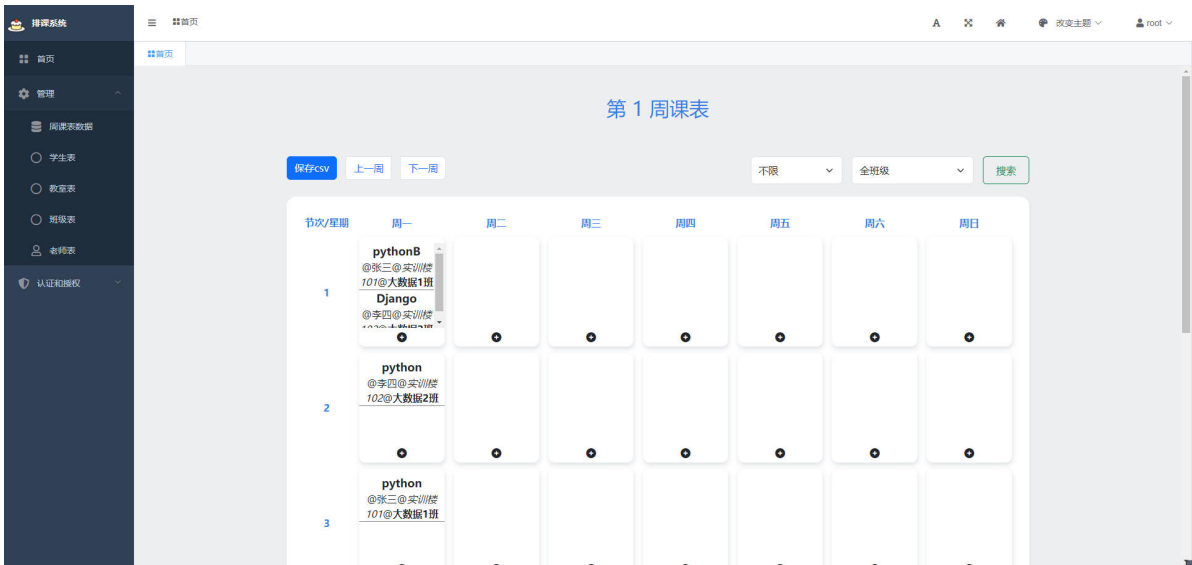 排课系统
首页
改变主题
root
首页
首页
管理
周课表数据
学生表
教室表
班级表
老师表
认证和授权
第 1 周课表
保存csv
上一周
下一周
不限
全班级
搜索
节次/星期 周一 周二 周三 周四 周五 周六 周日
1
pythonB
@张三@实训楼
101@大数据1班
Django
@李四@实训楼
102@大数据2班
2
python
@李四@实训楼
102@大数据2班
3
python
@张三@实训楼
101@大数据1班